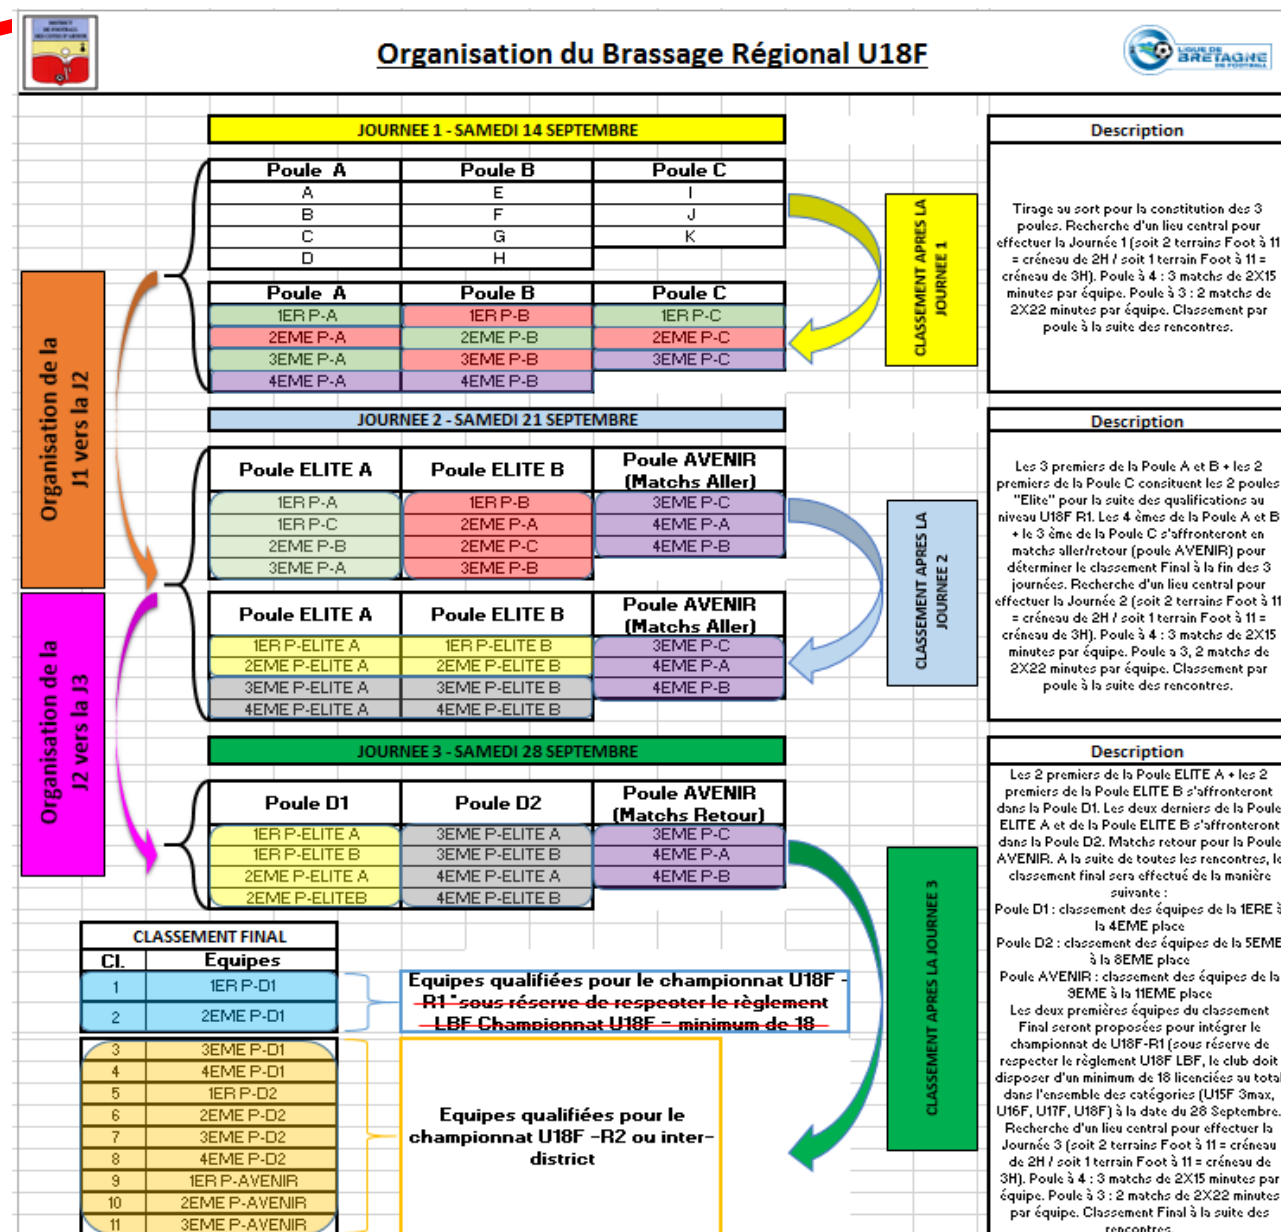 DISTRICT
DE FOOTBALL
DES COTES D'ARMOR
Organisation du Brassage Régional U18F
LIGUE DE
BRETAGNE
DE FOOTBALL
JOURNEE 1 - SAMEDI 14 SEPTEMBRE
Poule A Poule B Poule C
A E I
B F J
C G K
D H
Poule A Poule B Poule C
1ER P-A 1ER P-B 1ER P-C
2EME P-A 2EME P-B 2EME P-C
3EME P-A 3EME P-B 3EME P-C
4EME P-A 4EME P-B
CLASSEMENT APRES LA
JOURNEE 1
Description
Tirage au sort pour la constitution des 3
poules. Recherche d'un lieu central pour
effectuer la Journée 1 (soit 2 terrains Foot à 11
= créneau de 2H / soit 1 terrain Foot à 11 =
créneau de 3H). Poule à 4 : 3 matchs de 2X15
minutes par équipe. Poule à 3 : 2 matchs de
2X22 minutes par équipe. Classement par
poule à la suite des rencontres.
Organisation de la
J1 vers la J2
JOURNEE 2 - SAMEDI 21 SEPTEMBRE
Poule ELITE A Poule ELITE B Poule AVENIR
(Matchs Aller)
1ER P-A 1ER P-B 3EME P-C
1ER P-C 2EME P-A 4EME P-A
2EME P-B 2EME P-C 4EME P-B
3EME P-A 3EME P-B
Poule ELITE A Poule ELITE B Poule AVENIR
(Matchs Aller)
1ER P-ELITE A 1ER P-ELITE B 3EME P-C
2EME P-ELITE A 2EME P-ELITE B 4EME P-A
3EME P-ELITE A 3EME P-ELITE B 4EME P-B
4EME P-ELITE A 4EME P-ELITE B
CLASSEMENT APRES LA
JOURNEE 2
Description
Les 3 premiers de la Poule A et B + les 2
premiers de la Poule C consituent les 2 poules
"Elite" pour la suite des qualifications au
niveau U18F R1. Les 4 èmes de la Poule A et B
+ le 3 ème de la Poule C s'affronteront en
matchs aller/retour (poule AVENIR) pour
déterminer le classement Final à la fin des 3
journées. Recherche d'un lieu central pour
effectuer la Journée 2 (soit 2 terrains Foot à 11
= créneau de 2H / soit 1 terrain Foot à 11 =
créneau de 3H). Poule à 4 : 3 matchs de 2X15
minutes par équipe. Poule a 3, 2 matchs de
2X22 minutes par équipe. Classement par
poule à la suite des rencontres.
Organisation de la
J2 vers la J3
JOURNEE 3 - SAMEDI 28 SEPTEMBRE
Poule D1 Poule D2 Poule AVENIR
(Matchs Retour)
1ER P-ELITE A 3EME P-ELITE A 3EME P-C
1ER P-ELITE B 3EME P-ELITE B 4EME P-A
2EME P-ELITE A 4EME P-ELITE A 4EME P-B
2EME P-ELITEB 4EME P-ELITE B
CLASSEMENT APRES LA JOURNEE 3
Description
Les 2 premiers de la Poule ELITE A + les 2
premiers de la Poule ELITE B s'affronteront
dans la Poule D1. Les deux derniers de la Poule
ELITE A et de la Poule ELITE B s'affronteront
dans la Poule D2. Matchs retour pour la Poule
AVENIR. A la suite de toutes les rencontres, le
classement final sera effectué de la manière
suivante :
Poule D1 : classement des équipes de la 1ERE à
la 4EME place
Poule D2 : classement des équipes de la 5EME
à la 8EME place
Poule AVENIR : classement des équipes de la
9EME à la 11EME place
Les deux premières équipes du classement
Final seront proposées pour intégrer le
championnat de U18F-R1 (sous réserve de
respecter le règlement U18F LBF, le club doit
disposer d'un minimum de 18 licenciées au total
dans l'ensemble des catégories (U15F 3max,
U16F, U17F, U18F) à la date du 28 Septembre.
Recherche d'un lieu central pour effectuer la
Journée 3 (soit 2 terrains Foot à 11 = créneau
de 2H / soit 1 terrain Foot à 11 = créneau de
3H). Poule à 4 : 3 matchs de 2X15 minutes par
équipe. Poule à 3 : 2 matchs de 2X22 minutes
par équipe. Classement Final à la suite des
rencontres.
CLASSEMENT FINAL
Cl. Equipes
1 1ER P-D1
2 2EME P-D1
3 3EME P-D1
4 4EME P-D1
5 1ER P-D2
6 2EME P-D2
7 3EME P-D2
8 4EME P-D2
9 1ER P-AVENIR
10 2EME P-AVENIR
11 3EME P-AVENIR
Equipes qualifiées pour le championnat U18F -
R1 *sous réserve de respecter le règlement
LBF Championnat U18F - minimum de 18
Equipes qualifiées pour le
championnat U18F -R2 ou inter-
district